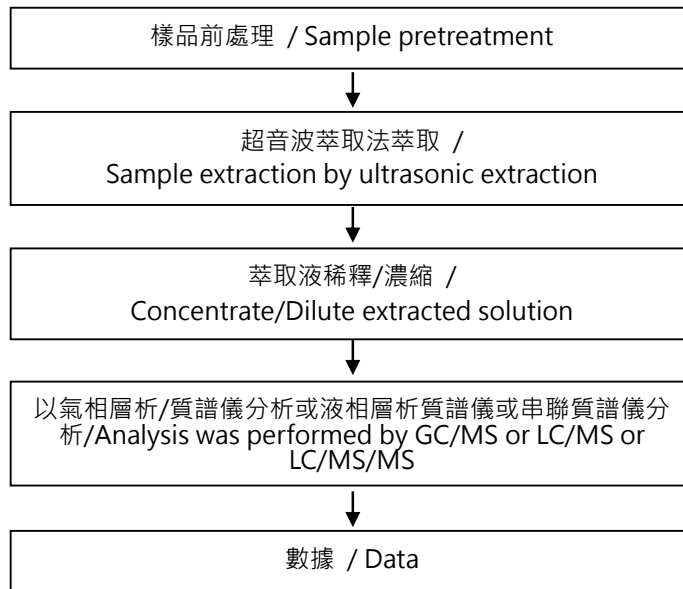 樣品前處理 / Sample pretreatment
超音波萃取法萃取 /
Sample extraction by ultrasonic extraction
萃取液稀釋/濃縮 /
Concentrate/Dilute extracted solution
以氣相層析/質譜儀分析或液相層析質譜儀或串聯質譜儀分
析/Analysis was performed by GC/MS or LC/MS or
LC/MS/MS
數據 / Data